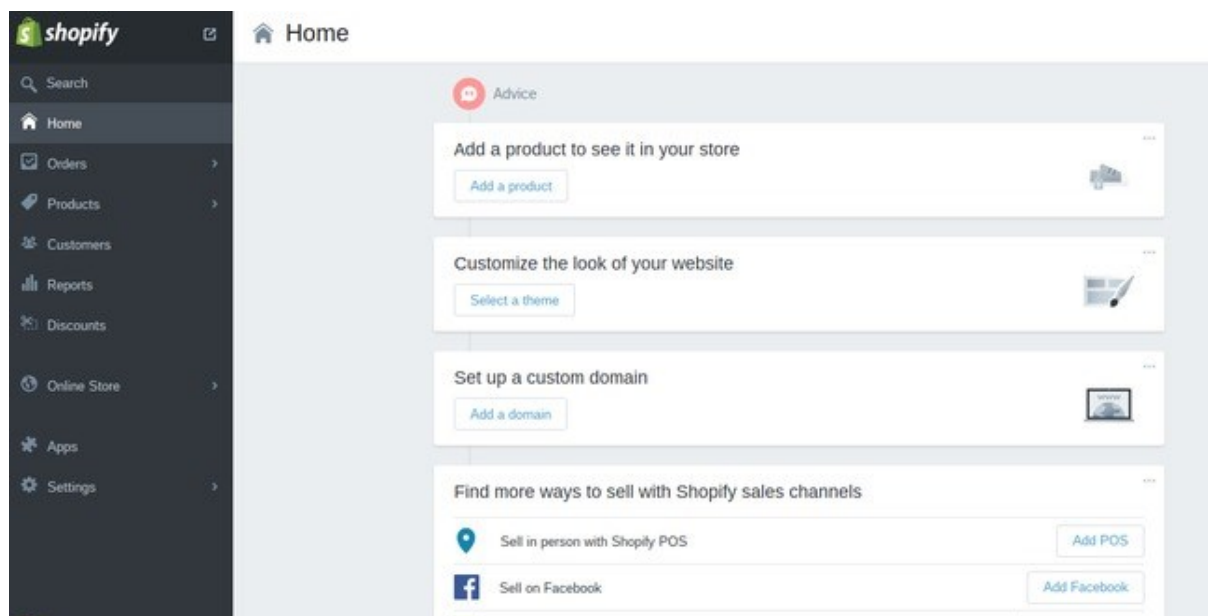 shopify
Home
Search
Home
Orders
Products
Customers
Reports
Discounts
Online Store
Apps
Settings
Advice
Add a product to see it in your store
Add a product
Customize the look of your website
Select a theme
Set up a custom domain
Add a domain
WWW
Find more ways to sell with Shopify sales channels
Sell in person with Shopify POS
Add POS
Sell on Facebook
Add Facebook